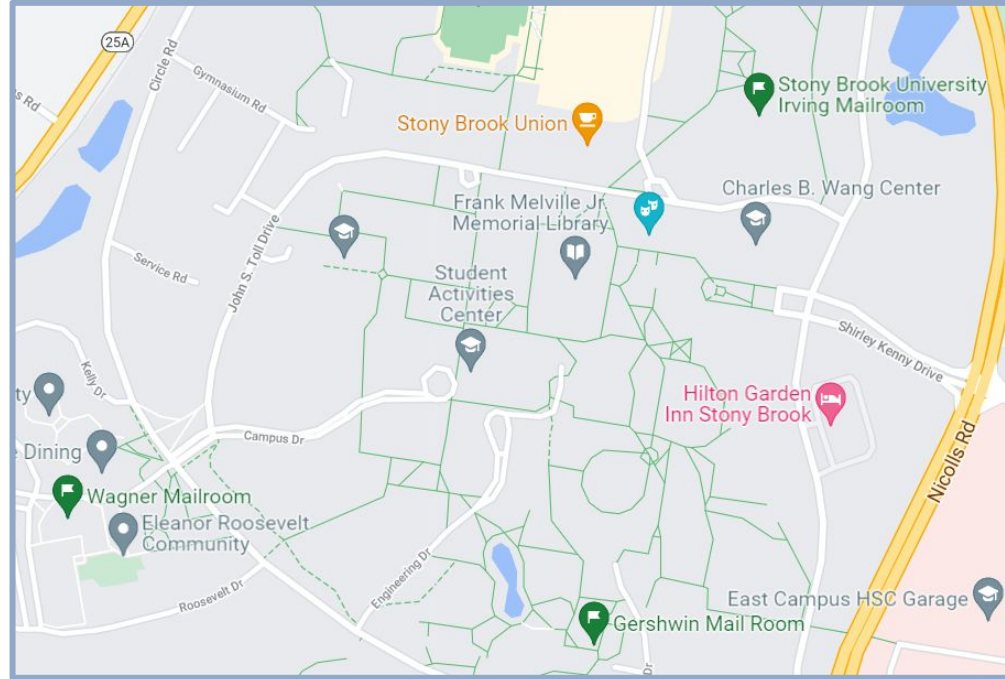 25A
Circle Rd
Gymnasium Rd
Stony Brook University
Irving Mailroom
s Rd
Stony Brook Union
Charles B. Wang Center
Frank Melville Jr.
Memorial Library
John S. Toll Drive
Service Rd
Student
Activities
Center
Shirley Kenny Drive
Kelly Dr
ty
Hilton Garden
Inn Stony Brook
Campus Dr
e Dining
Nicolls Rd
Wagner Mailroom
Eleanor Roosevelt
Community
Engineering Dr
Roosevelt Dr
East Campus HSC Garage
Gershwin Mail Room
Dr